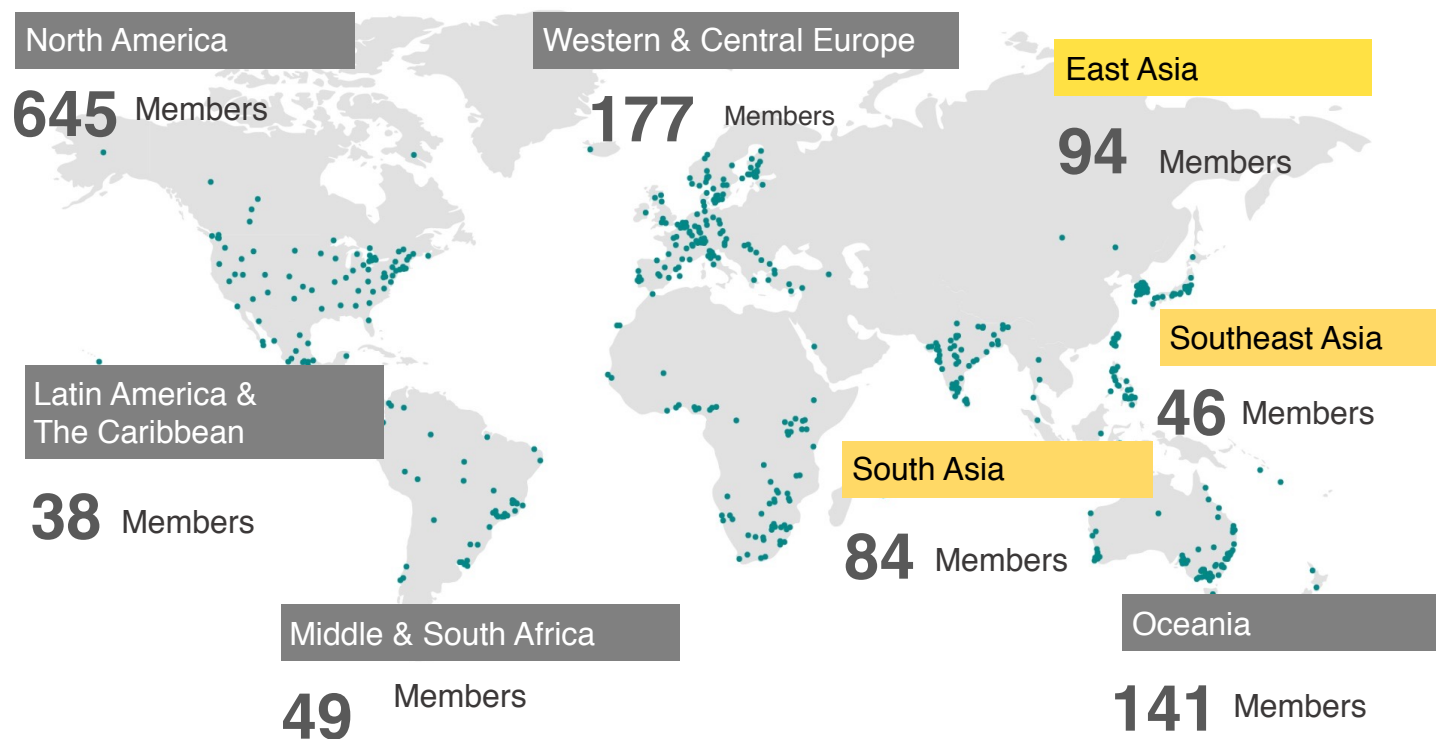 North America
645 Members
Western & Central Europe
177 Members
East Asia
94 Members
Southeast Asia
46 Members
Latin America &
The Caribbean
38 Members
South Asia
84 Members
Middle & South Africa
49 Members
Oceania
141 Members